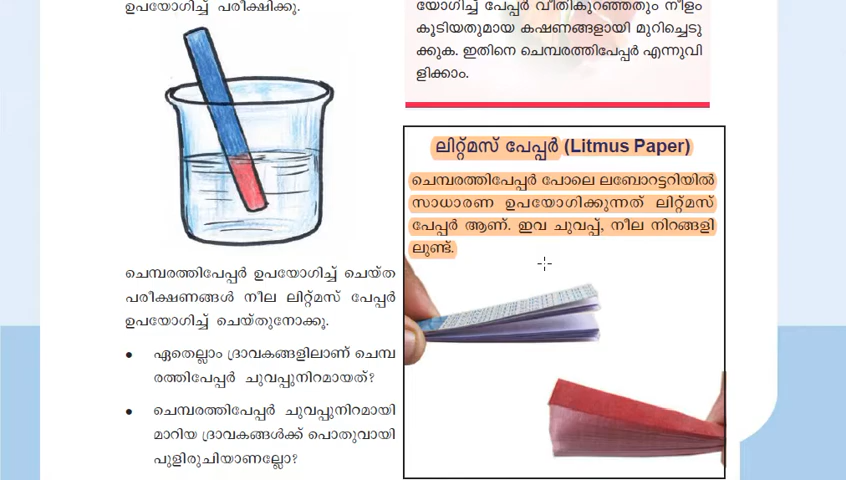 ഉപയോഗിച്ച് പരീക്ഷിക്കൂ.
ചെമ്പരത്തിപേപ്പർ ഉപയോഗിച്ച് ചെയ്ത
പരീക്ഷണങ്ങൾ നീല ലിറ്റ്മസ് പേപ്പർ
ഉപയോഗിച്ച് ചെയ്തുനോക്കൂ.
• ഏതെല്ലാം ദ്രാവകങ്ങളിലാണ് ചെമ്പ
രത്തിപേപ്പർ ചുവപ്പുനിറമായത്?
• ചെമ്പരത്തിപേപ്പർ ചുവപ്പുനിറമായി
മാറിയ ദ്രാവകങ്ങൾക്ക് പൊതുവായി
പുളിരുചിയാണല്ലോ?
യോഗിച്ച് പേപ്പർ വീതികുറഞ്ഞതും നീളം
കൂടിയതുമായ കഷണങ്ങളായി മുറിച്ചെടു
ക്കുക. ഇതിനെ ചെമ്പരത്തിപേപ്പർ എന്നുവി
ളിക്കാം.
ലിറ്റ്മസ് പേപ്പർ (Litmus Paper)
ചെമ്പരത്തിപേപ്പർ പോലെ ലബോറട്ടറിയിൽ
സാധാരണ ഉപയോഗിക്കുന്നത് ലിറ്റ്മസ്
പേപ്പർ ആണ്. ഇവ ചുവപ്പ്, നീല നിറങ്ങളി
ലുണ്ട്.